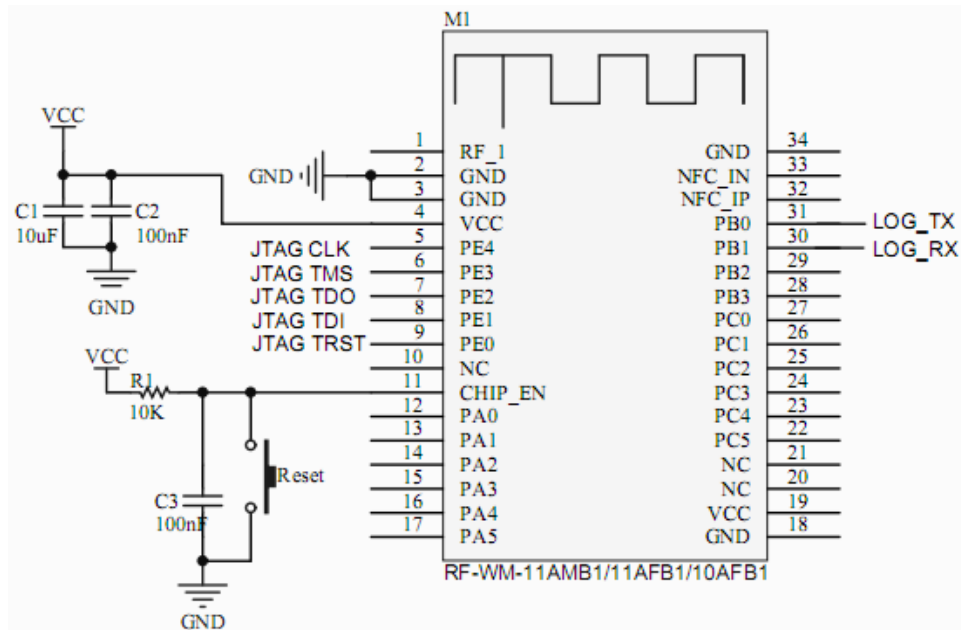 M1
VCC
C1
10uF
C2
100nF
GND
GND
1 RF_1
2 GND
3 GND
4 VCC
JTAG CLK 5 PE4
JTAG TMS 6 PE3
JTAG TDO 7 PE2
JTAG TDI 8 PE1
JTAG TRST 9 PE0
10 NC
11 CHIP_EN
12 PA0
13 PA1
14 PA2
15 PA3
16 PA4
17 PA5
GND 34
NFC_IN 33
NFC_IP 32
PB0 31 LOG_TX
PB1 30 LOG_RX
PB2 29
PB3 28
PC0 27
PC1 26
PC2 25
PC3 24
PC4 23
PC5 22
NC 21
NC 20
VCC 19
GND 18
VCC
R1
10K
C3
100nF
Reset
GND
RF-WM-11AMB1/11AFB1/10AFB1